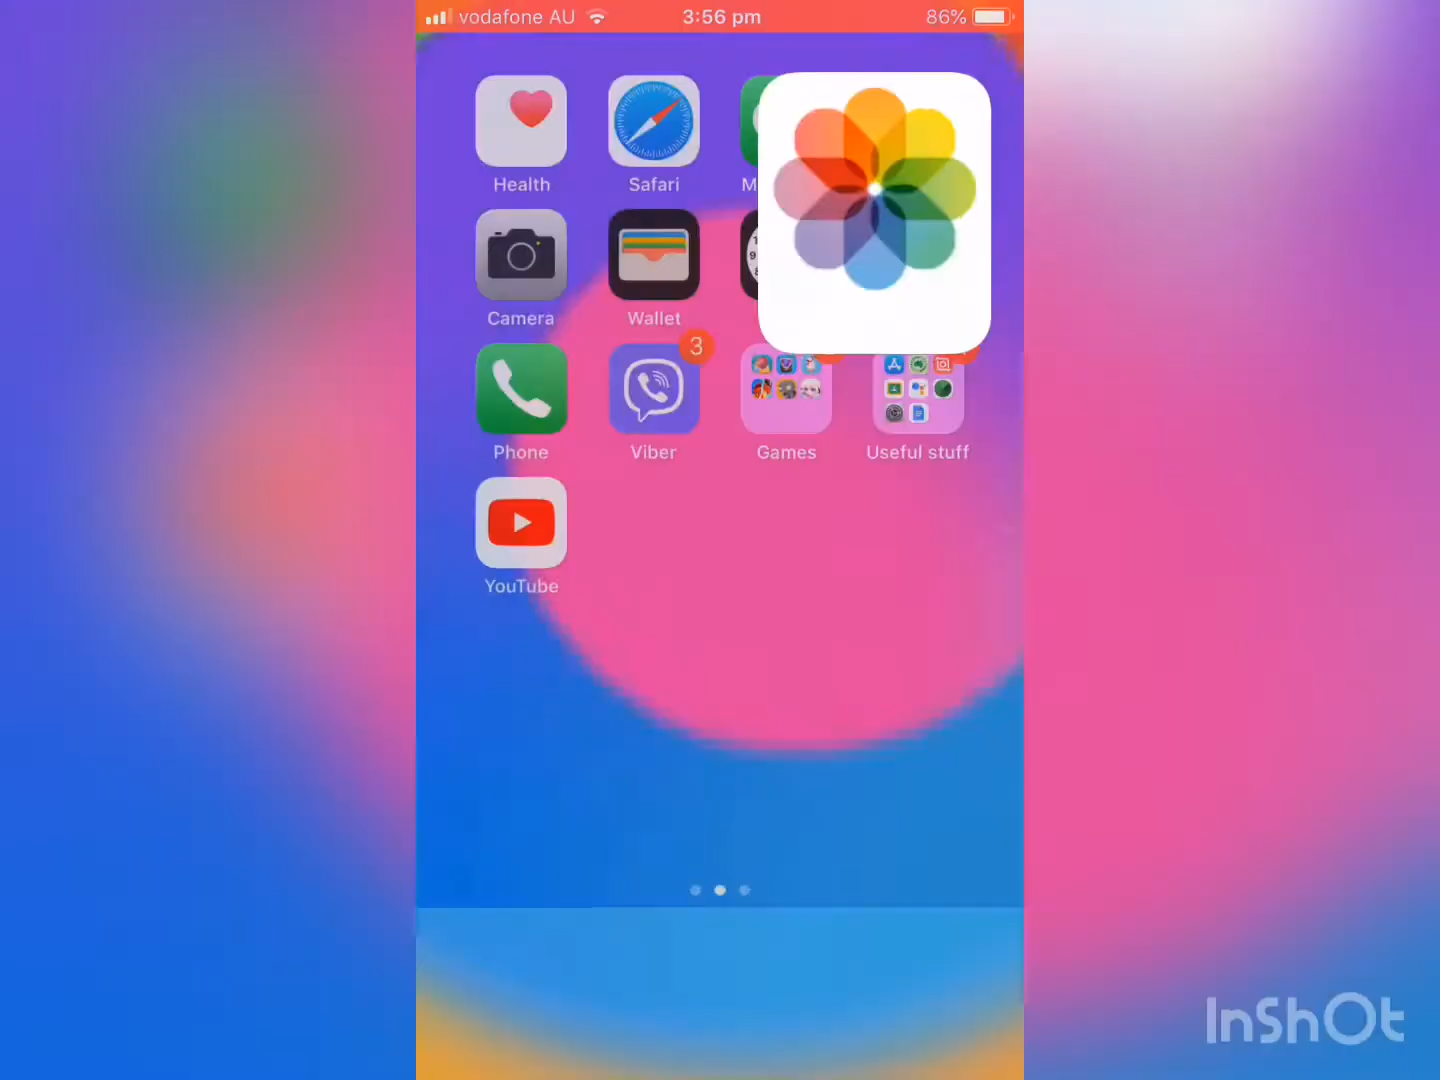 vodafone AU 3:56 pm 86%
Health Safari M
Camera Wallet
3
Phone Viber Games Useful stuff
YouTube
InShOt